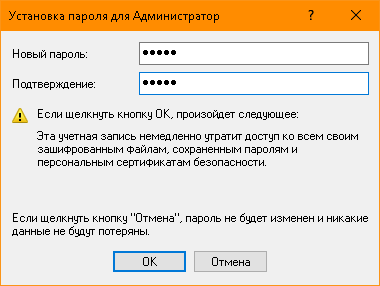 Установка пароля для Администратор
Новый пароль:
●●●●●
Подтверждение:
●●●●●
Если щелкнуть кнопку ОК, произойдет следующее:
Эта учетная запись немедленно утратит доступ ко всем своим
зашифрованным файлам, сохраненным паролям и
персональным сертификатам безопасности.
Если щелкнуть кнопку "Отмена", пароль не будет изменен и никакие
данные не будут потеряны.
ОК
Отмена